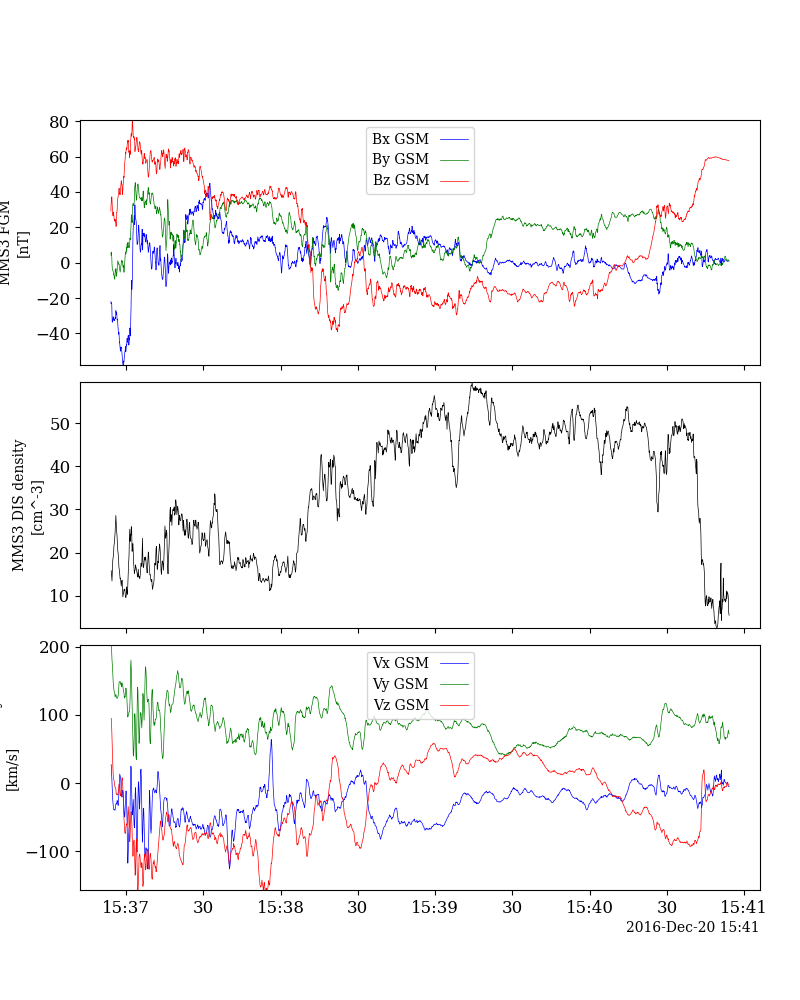 80
60
40
20
0
−20
−40
MMS3 FGM
[nT]
Bx GSM
By GSM
Bz GSM
50
40
30
20
10
MMS3 DIS density
[cm^-3]
200
100
0
−100
[km/s]
Vx GSM
Vy GSM
Vz GSM
15:37 30 15:38 30 15:39 30 15:40 30 15:41
2016-Dec-20 15:41